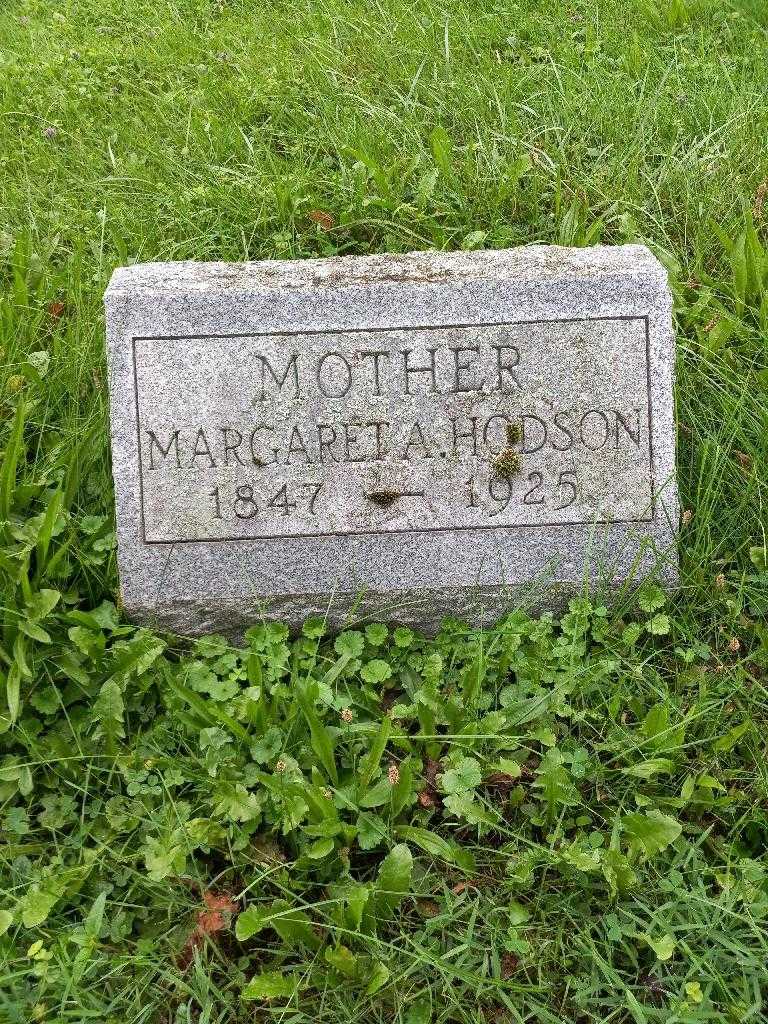 MOTHER
MARGARET A. HODSON
1847 — 1925